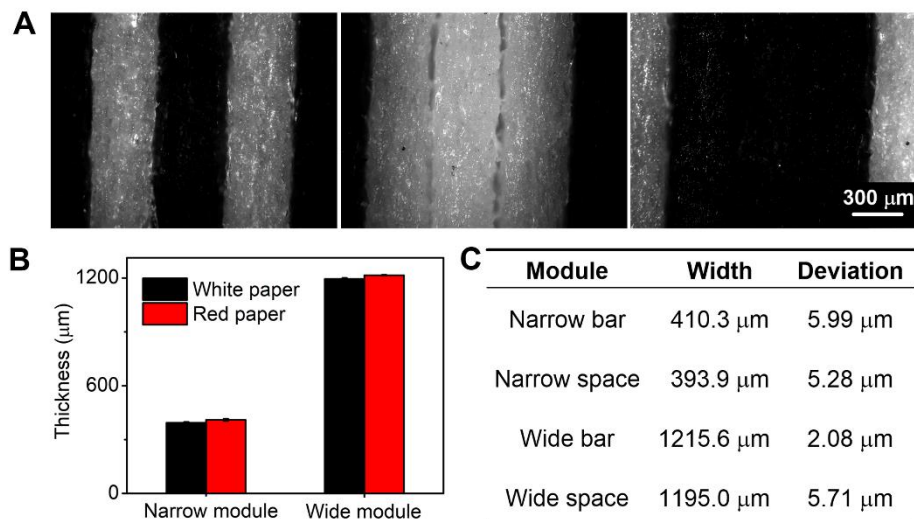 A
300 μm
B
1200
600
0
Thickness (μm)
White paper
Red paper
Narrow module
Wide module
C
Module Width Deviation
Narrow bar 410.3 μm 5.99 μm
Narrow space 393.9 μm 5.28 μm
Wide bar 1215.6 μm 2.08 μm
Wide space 1195.0 μm 5.71 μm